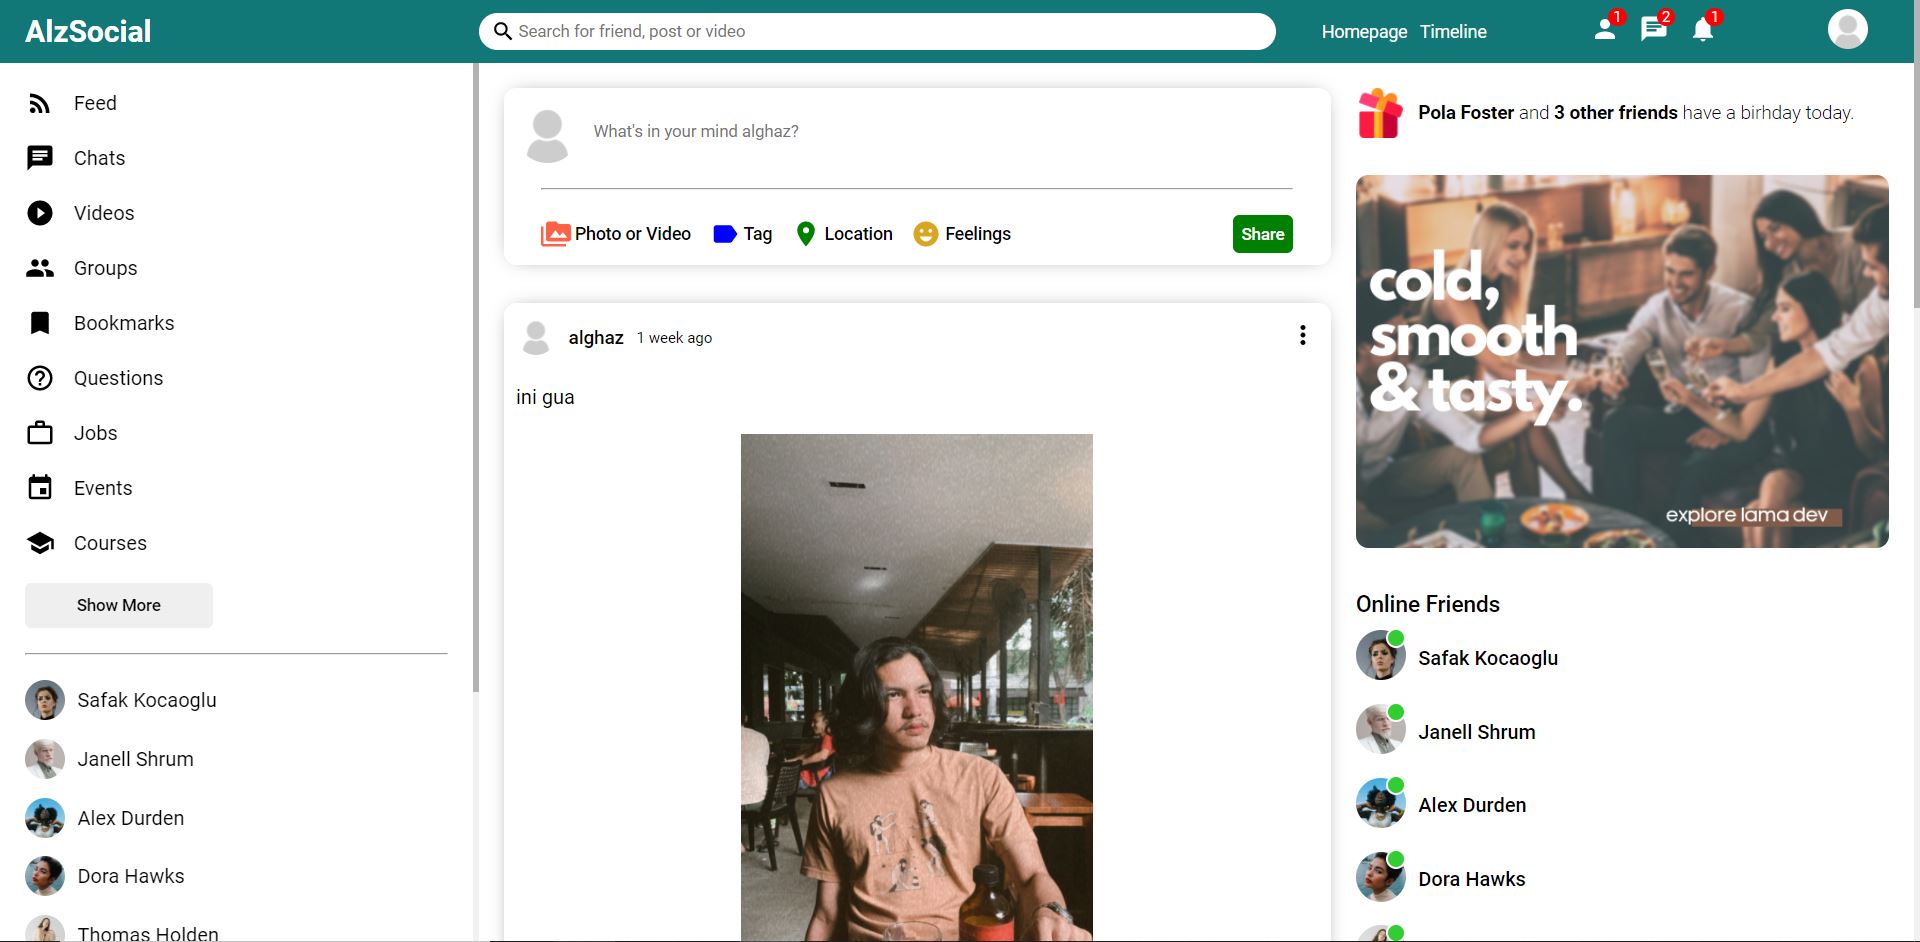 AlzSocial
Search for friend, post or video
Homepage Timeline
1
2
1
Feed
Chats
Videos
Groups
Bookmarks
Questions
Jobs
Events
Courses
Show More
Safak Kocaoglu
Janell Shrum
Alex Durden
Dora Hawks
Thomas Holden
What's in your mind alghaz?
Photo or Video
Tag
Location
Feelings
Share
alghaz 1 week ago
ini gua
Pola Foster and 3 other friends have a birhday today.
cold,
smooth
& tasty.
explore lama dev
Online Friends
Safak Kocaoglu
Janell Shrum
Alex Durden
Dora Hawks